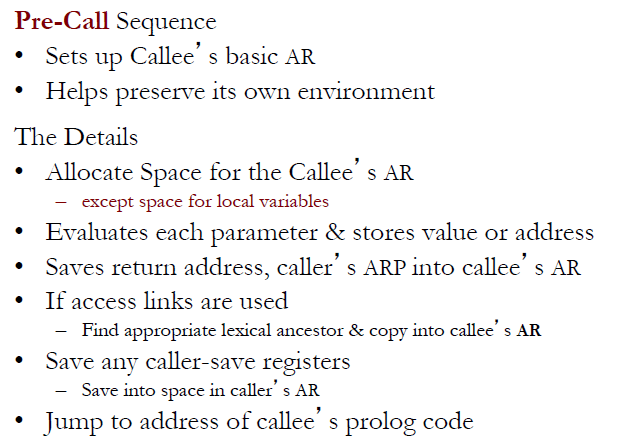 Pre-Call Sequence
• Sets up Callee’s basic AR
• Helps preserve its own environment
The Details
• Allocate Space for the Callee’s AR
– except space for local variables
• Evaluates each parameter & stores value or address
• Saves return address, caller’s ARP into callee’s AR
• If access links are used
– Find appropriate lexical ancestor & copy into callee’s AR
• Save any caller-save registers
– Save into space in caller’s AR
• Jump to address of callee’s prolog code